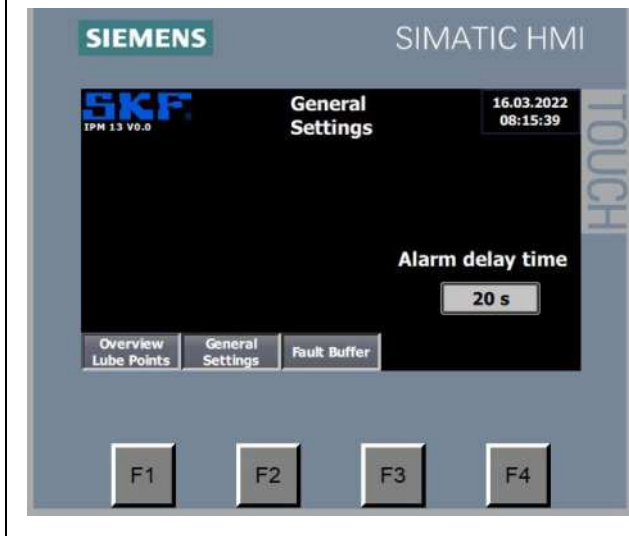 SIEMENS
SIMATIC HMI
TOUCH
SKF
IPM 13 V0.0
General
Settings
16.03.2022
08:15:39
Alarm delay time
20 s
Overview
Lube Points
General
Settings
Fault Buffer
F1
F2
F3
F4